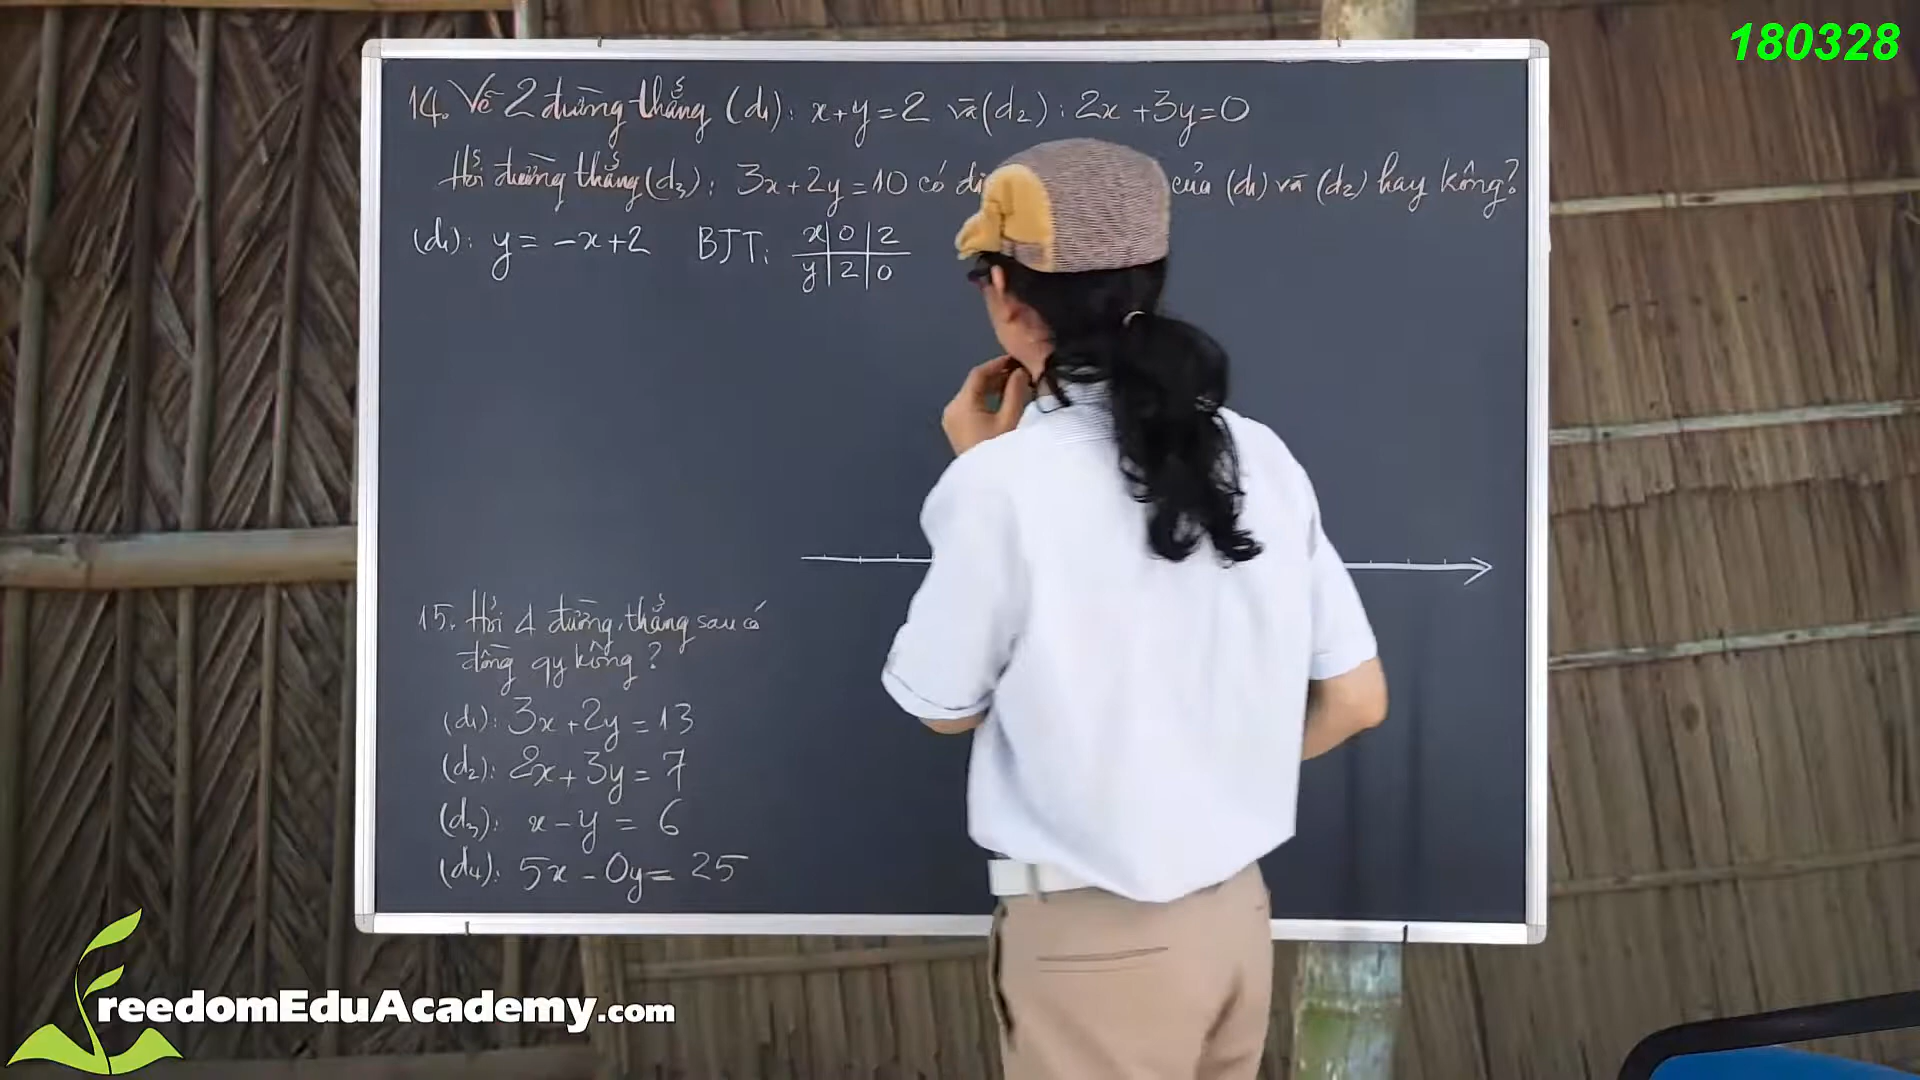 180328
14. Vẽ 2 đường thẳng (d1): x+y=2 và (d2): 2x+3y=0
Hỏi đường thẳng (d3): 3x+2y=10 có đi của (d1) và (d2) hay không?
(d1): y = -x+2 BJT: x 0 2
y 2 0
15. Hỏi 4 đường thẳng sau có
đồng qy không?
(d1): 3x+2y=13
(d2): 2x+3y=7
(d3): x-y=6
(d4): 5x-0y=25
FreedomEduAcademy.com